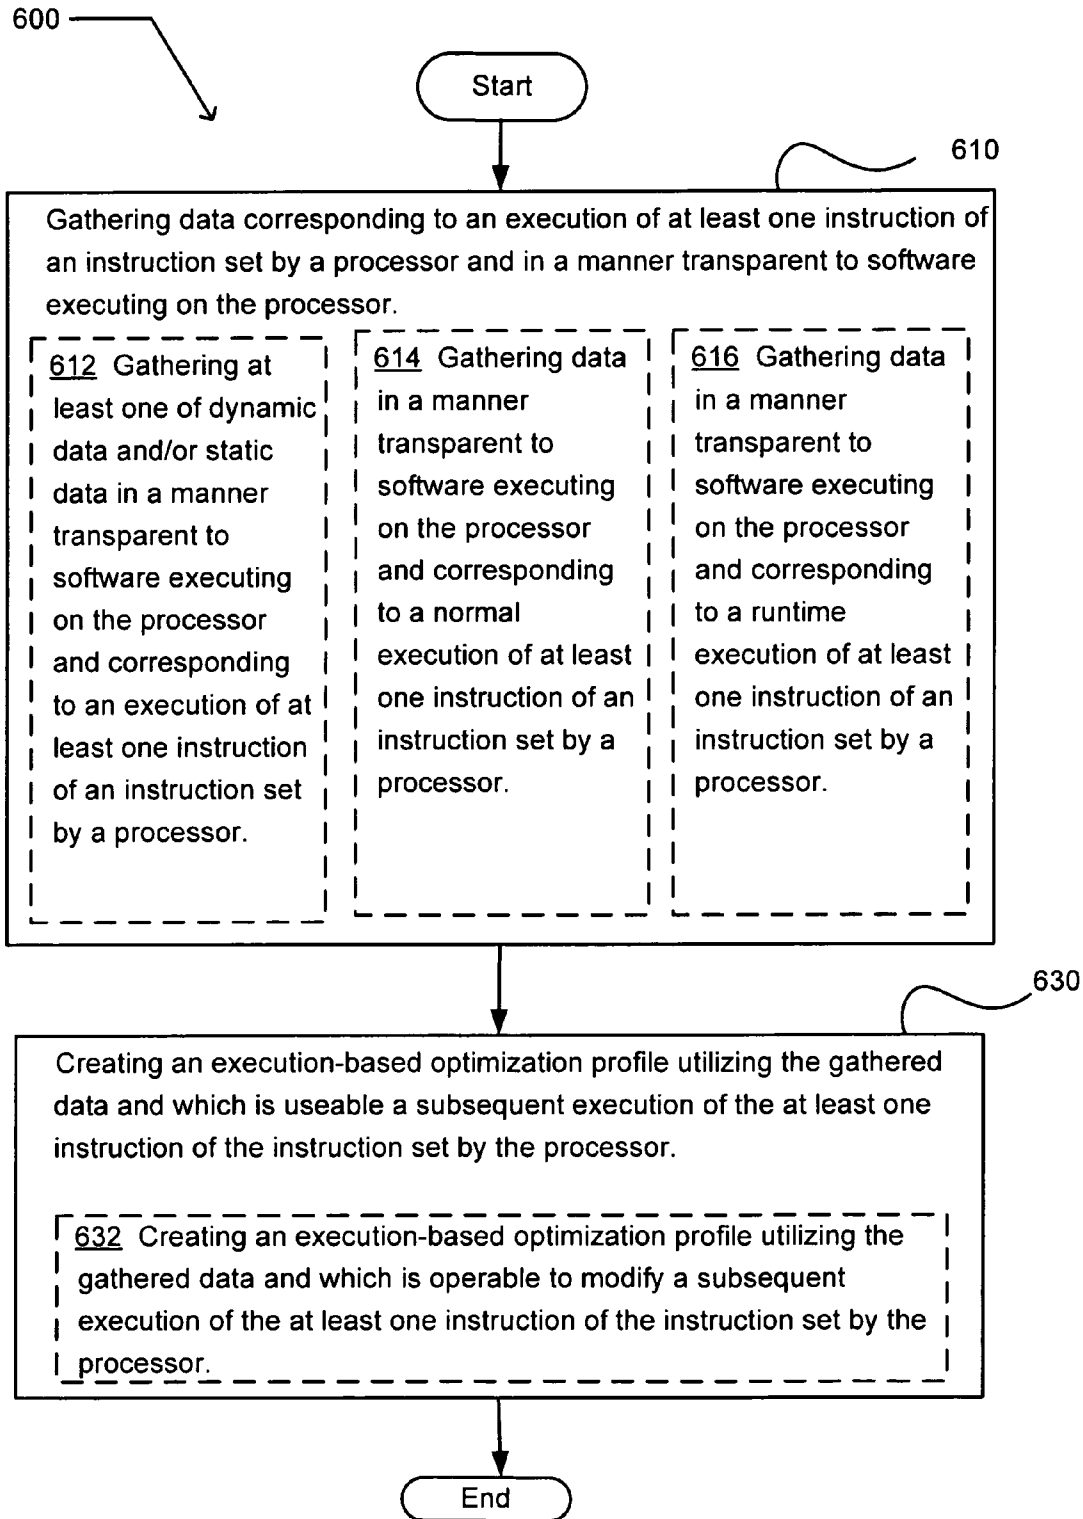 600
Start
610
Gathering data corresponding to an execution of at least one instruction of
an instruction set by a processor and in a manner transparent to software
executing on the processor.
612 Gathering at
least one of dynamic
data and/or static
data in a manner
transparent to
software executing
on the processor
and corresponding
to an execution of at
least one instruction
of an instruction set
by a processor.
614 Gathering data
in a manner
transparent to
software executing
on the processor
and corresponding
to a normal
execution of at least
one instruction of an
instruction set by a
processor.
616 Gathering data
in a manner
transparent to
software executing
on the processor
and corresponding
to a runtime
execution of at least
one instruction of an
instruction set by a
processor.
630
Creating an execution-based optimization profile utilizing the gathered
data and which is useable a subsequent execution of the at least one
instruction of the instruction set by the processor.
632 Creating an execution-based optimization profile utilizing the
gathered data and which is operable to modify a subsequent
execution of the at least one instruction of the instruction set by the
processor.
End